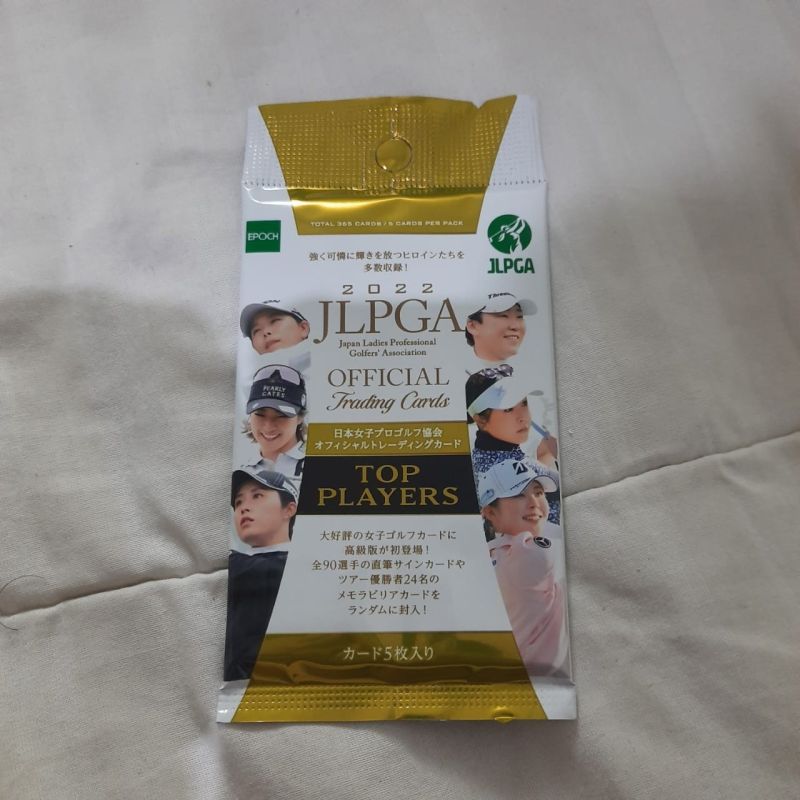 TOTAL 365 CARDS / 5 CARDS PER PACK
EPOCH
JLPGA
強く可憐に輝きを放つヒロインたちを
多数収録！
2022
JLPGA
Japan Ladies Professional
Golfers' Association
OFFICIAL
Trading Cards
PEARLY
GATES
日本女子プロゴルフ協会
オフィシャルトレーディングカード
TOP
PLAYERS
大好評の女子ゴルフカードに
高級版が初登場！
全90選手の直筆サインカードや
ツアー優勝者24名の
メモラビリアカードを
ランダムに封入！
カード5枚入り